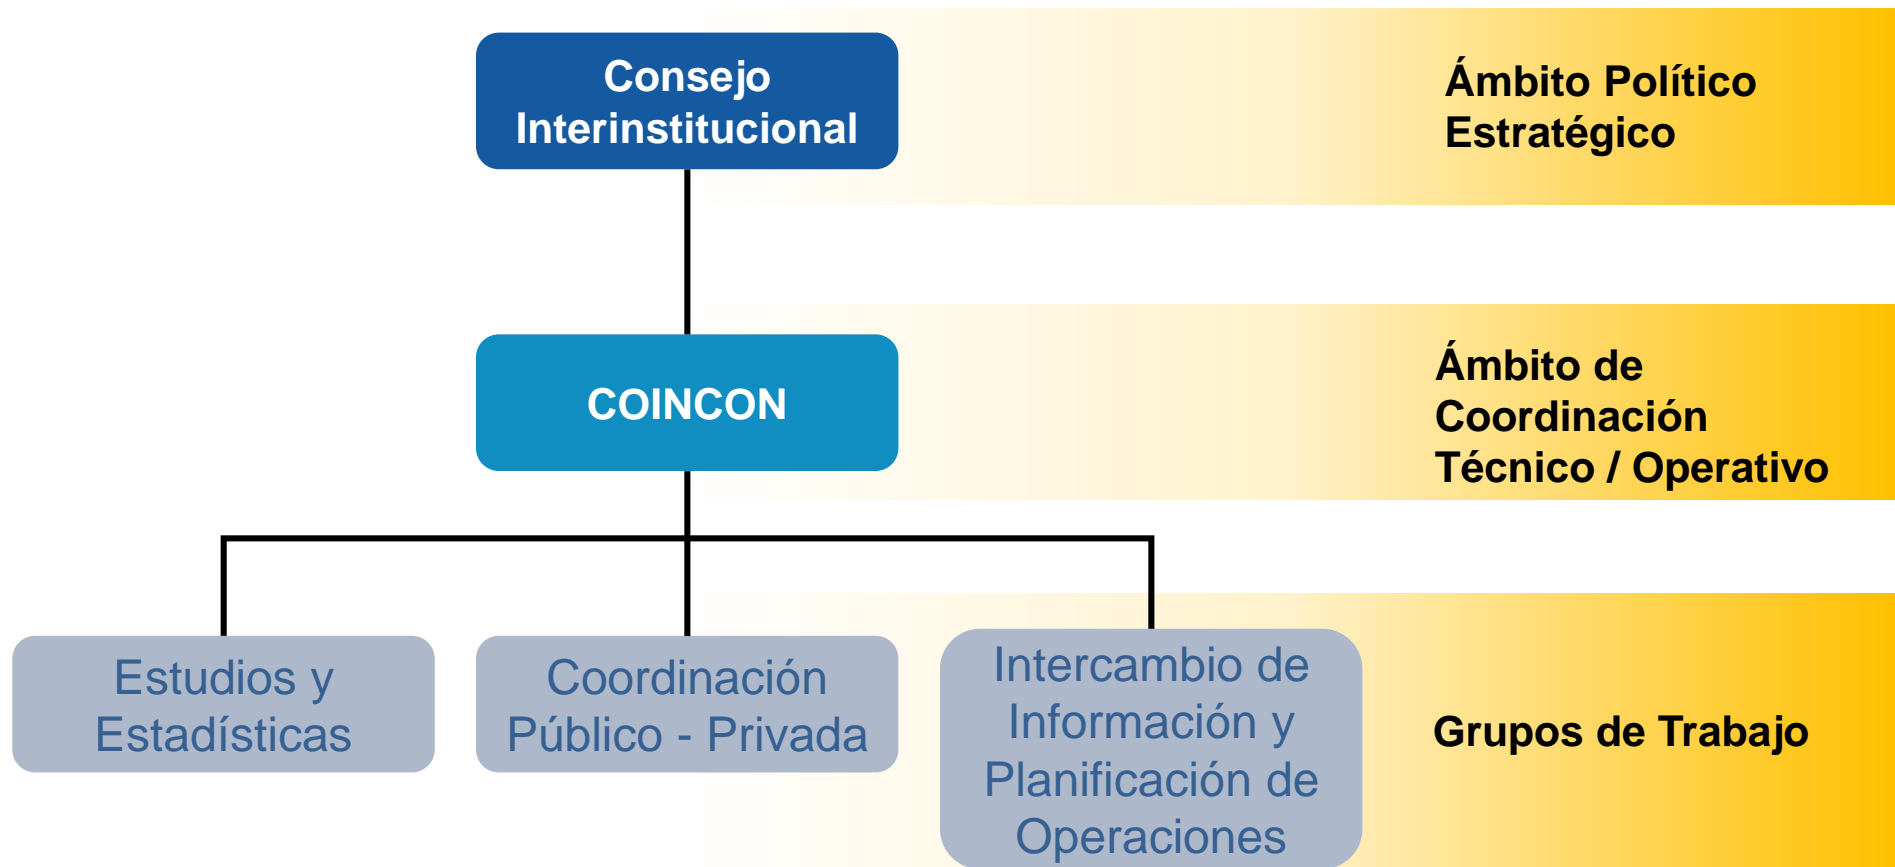 Consejo
Interinstitucional
Ámbito Político
Estratégico
COINCON
Ámbito de
Coordinación
Técnico / Operativo
Estudios y
Estadísticas
Coordinación
Público - Privada
Intercambio de
Información y
Planificación de
Operaciones
Grupos de Trabajo